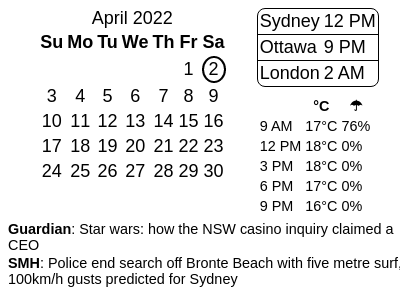 April 2022
Su Mo Tu We Th Fr Sa
1 2
3 4 5 6 7 8 9
10 11 12 13 14 15 16
17 18 19 20 21 22 23
24 25 26 27 28 29 30
Sydney 12 PM
Ottawa 9 PM
London 2 AM
°C ☂
9 AM 17°C 76%
12 PM 18°C 0%
3 PM 18°C 0%
6 PM 17°C 0%
9 PM 16°C 0%
Guardian: Star wars: how the NSW casino inquiry claimed a
CEO
SMH: Police end search off Bronte Beach with five metre surf,
100km/h gusts predicted for Sydney